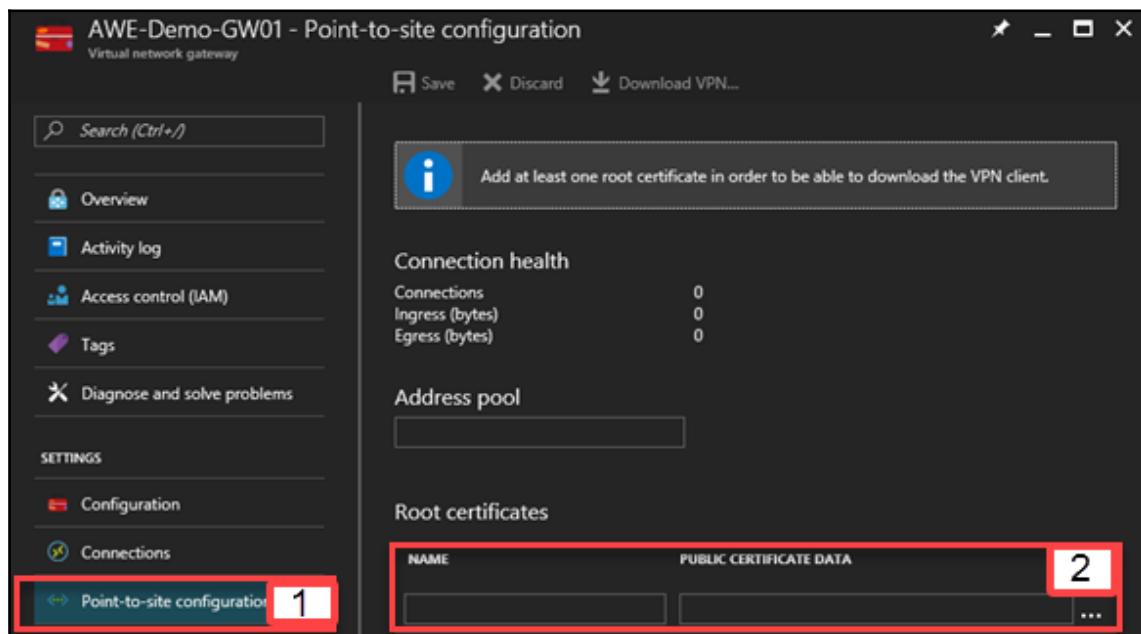 AWE-Demo-GW01 - Point-to-site configuration
Virtual network gateway
Save Discard Download VPN...
Search (Ctrl+/)
Add at least one root certificate in order to be able to download the VPN client.
Overview
Activity log
Access control (IAM)
Tags
Diagnose and solve problems
SETTINGS
Configuration
Connections
Point-to-site configuration 1
Connection health
Connections 0
Ingress (bytes) 0
Egress (bytes) 0
Address pool
Root certificates
NAME PUBLIC CERTIFICATE DATA 2
...